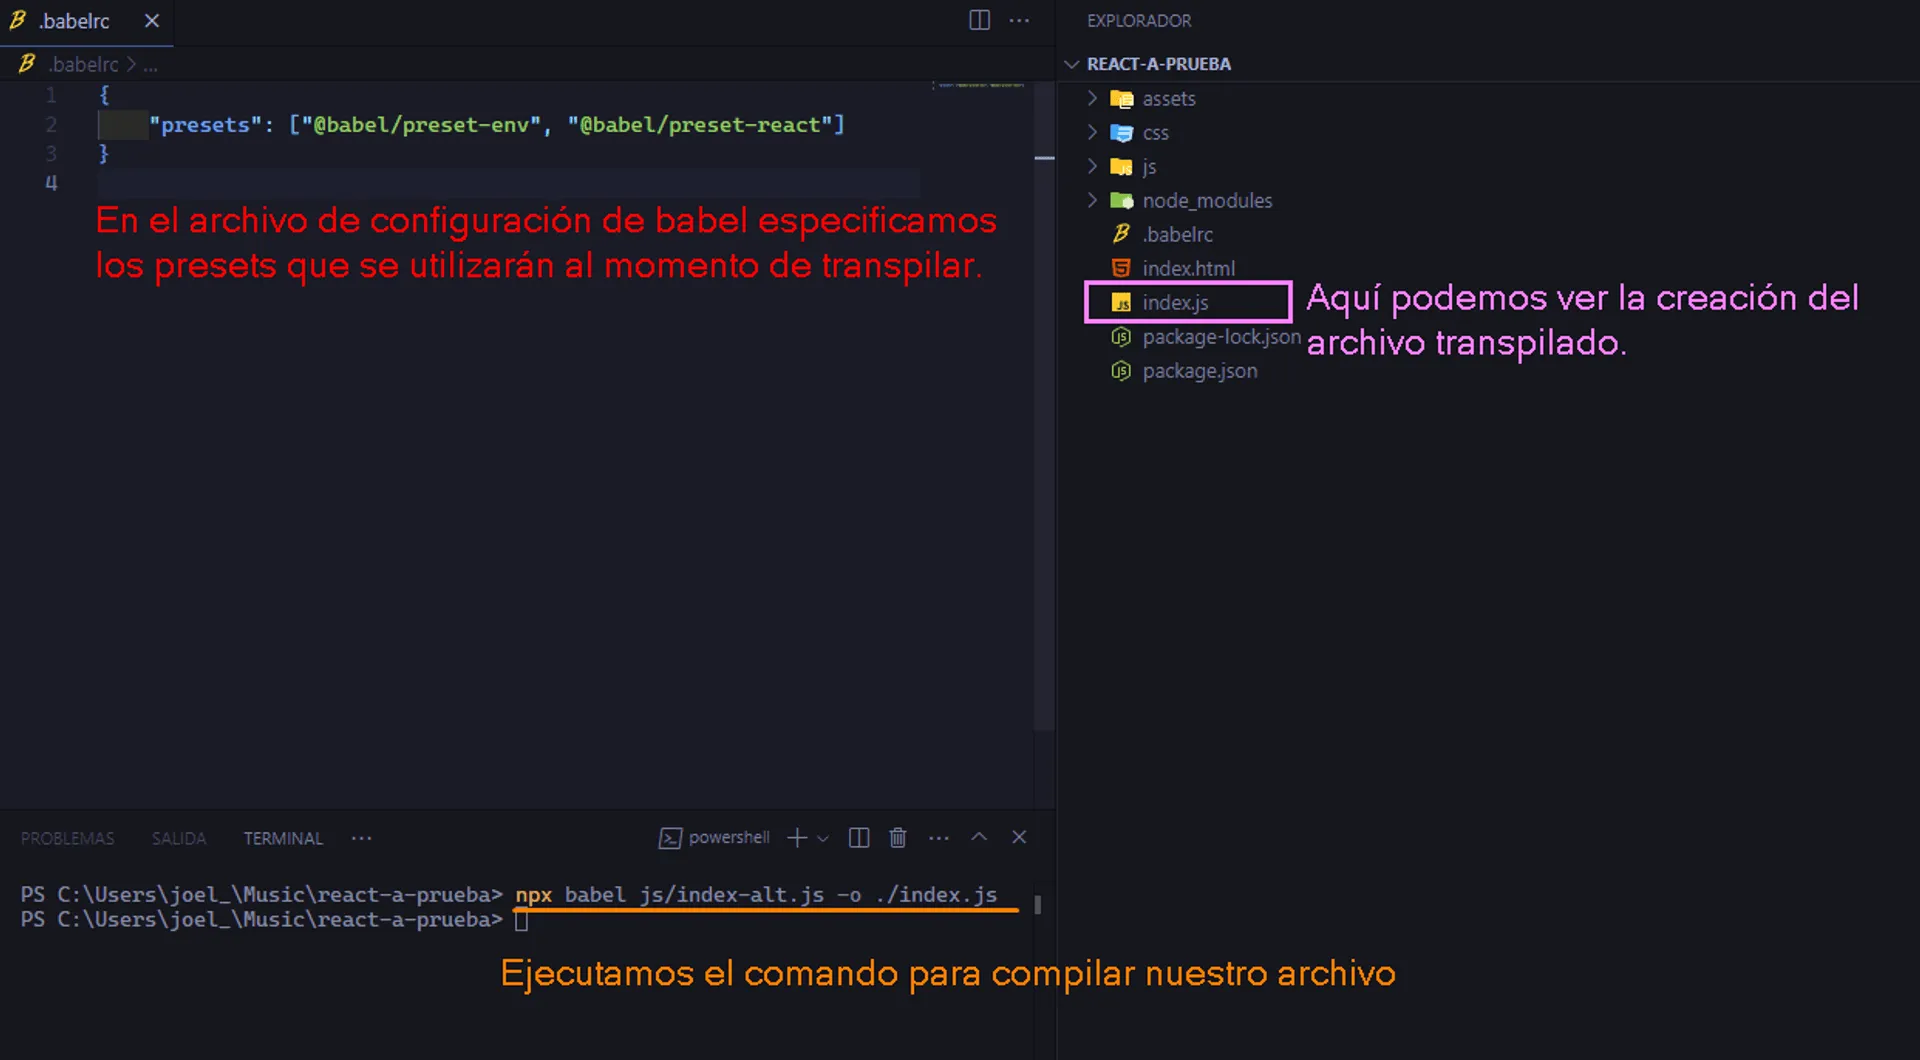 .babelrc
.babelrc > ...
1 {
2 "presets": ["@babel/preset-env", "@babel/preset-react"]
3 }
4
En el archivo de configuración de babel especificamos
los presets que se utilizarán al momento de transpilar.
EXPLORADOR
REACT-A-PRUEBA
assets
css
js
node_modules
.babelrc
index.html
index.js
package-lock.json
package.json
Aquí podemos ver la creación del
archivo transpilado.
PROBLEMAS SALIDA TERMINAL ... powershell
PS C:\Users\joel_\Music\react-a-prueba> npx babel js/index-alt.js -o ./index.js
PS C:\Users\joel_\Music\react-a-prueba>
Ejecutamos el comando para compilar nuestro archivo